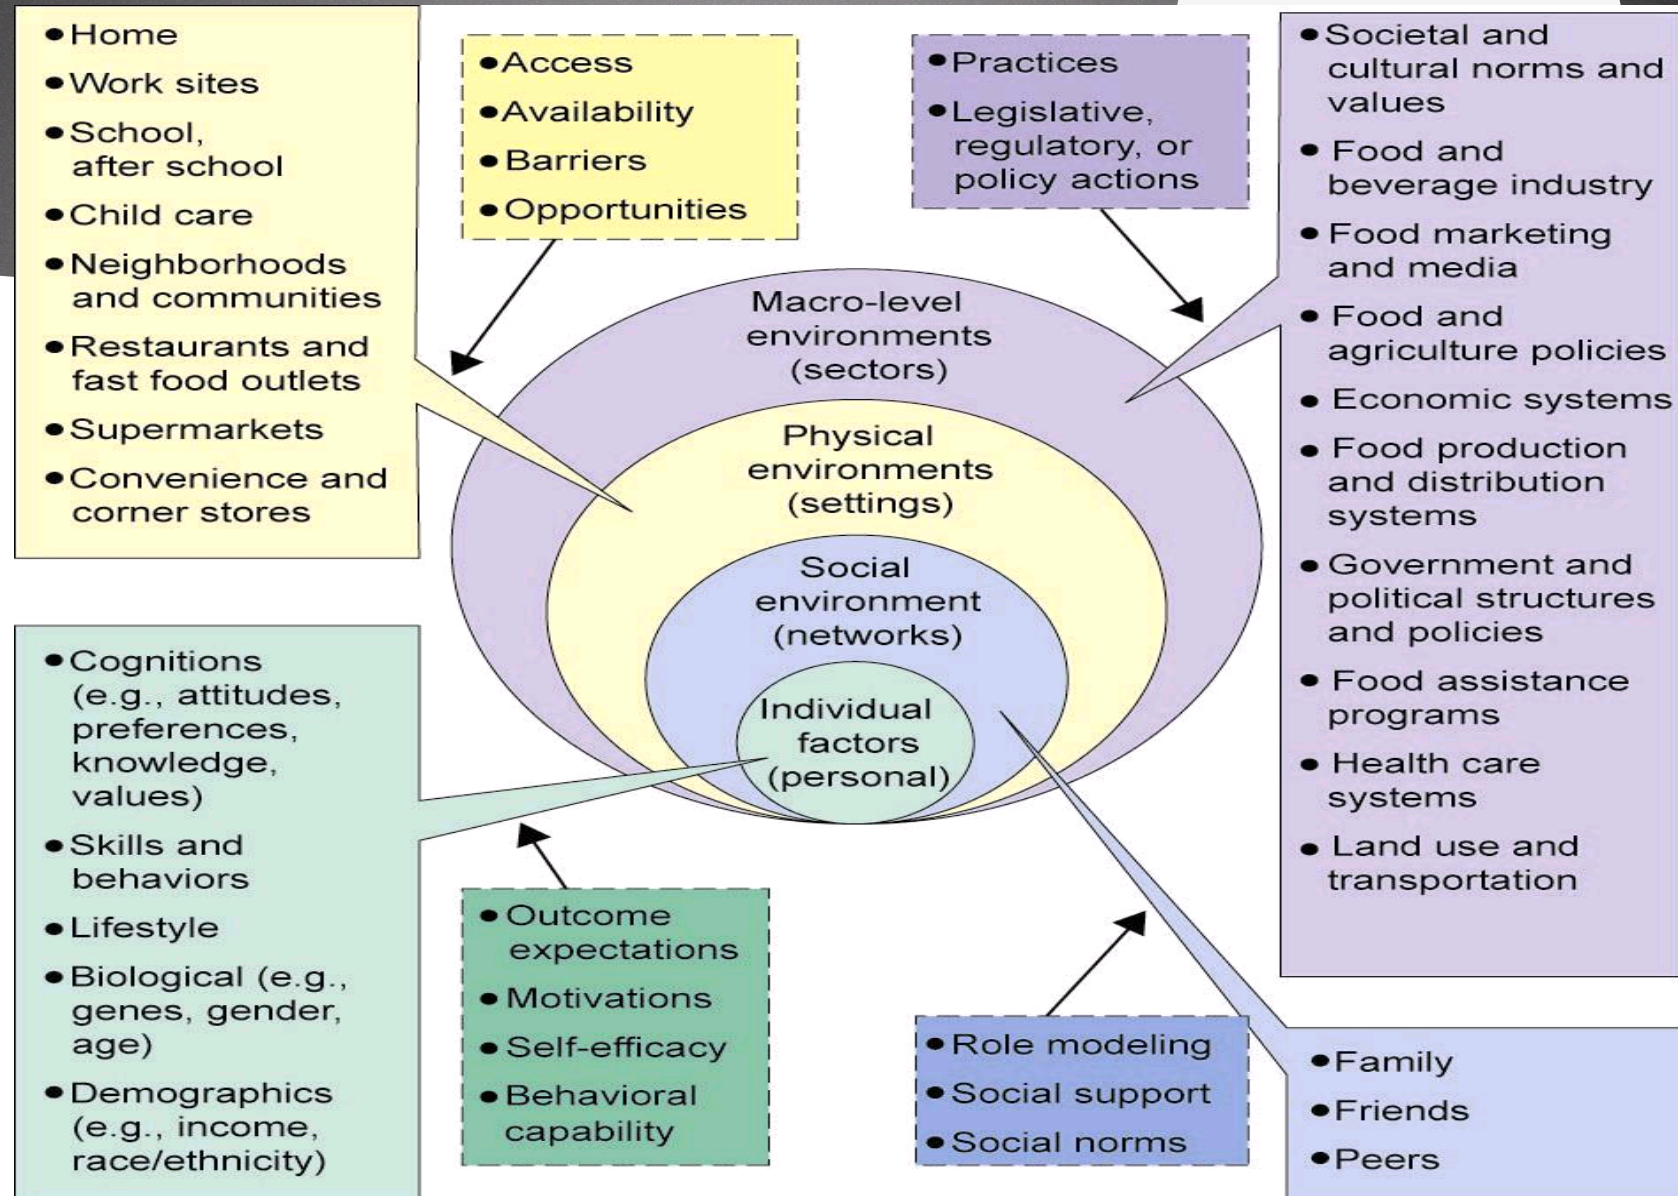 • Home
• Work sites
• School,
after school
• Child care
• Neighborhoods
and communities
• Restaurants and
fast food outlets
• Supermarkets
• Convenience and
corner stores
• Access
• Availability
• Barriers
• Opportunities
• Practices
• Legislative,
regulatory, or
policy actions
• Societal and
cultural norms and
values
• Food and
beverage industry
• Food marketing
and media
• Food and
agriculture policies
• Economic systems
• Food production
and distribution
systems
• Government and
political structures
and policies
• Food assistance
programs
• Health care
systems
• Land use and
transportation
Macro-level
environments
(sectors)
Physical
environments
(settings)
Social
environment
(networks)
Individual
factors
(personal)
• Cognitions
(e.g., attitudes,
preferences,
knowledge,
values)
• Skills and
behaviors
• Lifestyle
• Biological (e.g.,
genes, gender,
age)
• Demographics
(e.g., income,
race/ethnicity)
• Outcome
expectations
• Motivations
• Self-efficacy
• Behavioral
capability
• Role modeling
• Social support
• Social norms
• Family
• Friends
• Peers